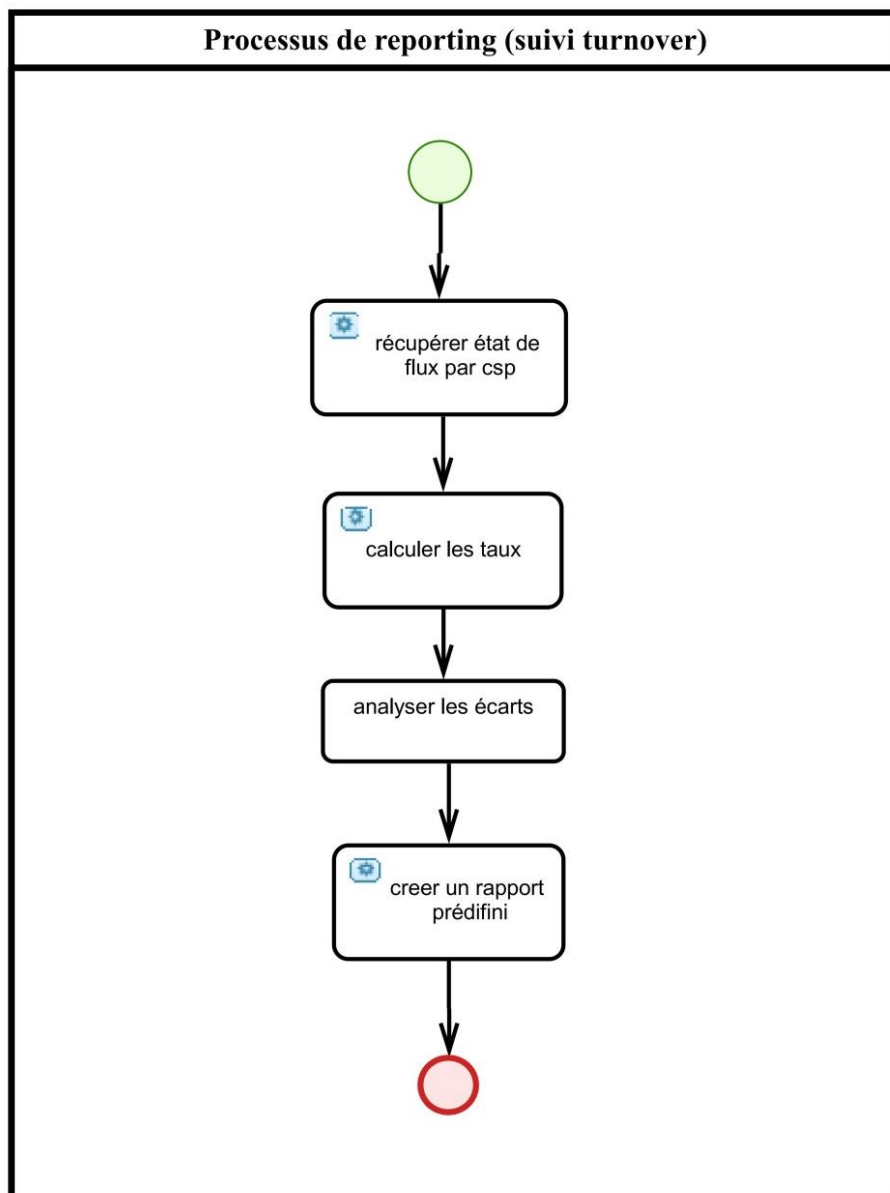 Processus de reporting (suivi turnover)
récupérer état de
flux par csp
calculer les taux
analyser les écarts
creer un rapport
prédifini